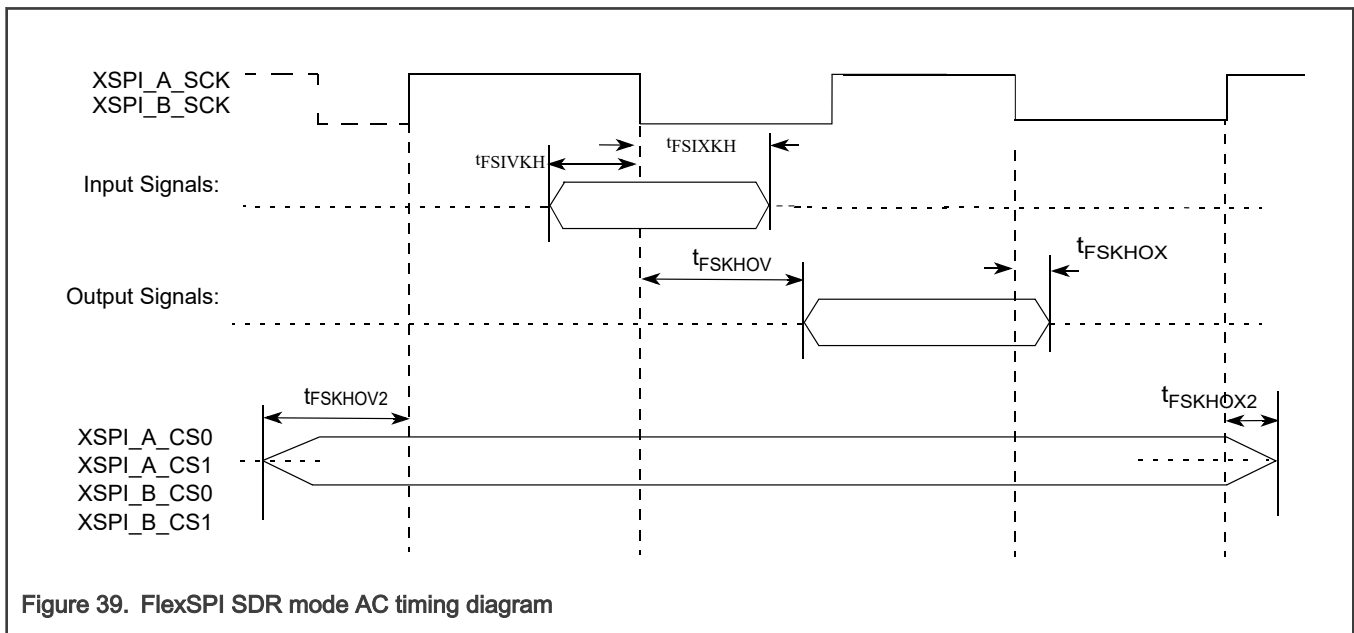 XSPI_A_SCK
XSPI_B_SCK
tFSIVKH
tFSIXKH
Input Signals:
tFSKHOV
tFSKHOX
Output Signals:
tFSKHOV2
tFSKHOX2
XSPI_A_CS0
XSPI_A_CS1
XSPI_B_CS0
XSPI_B_CS1
Figure 39. FlexSPI SDR mode AC timing diagram